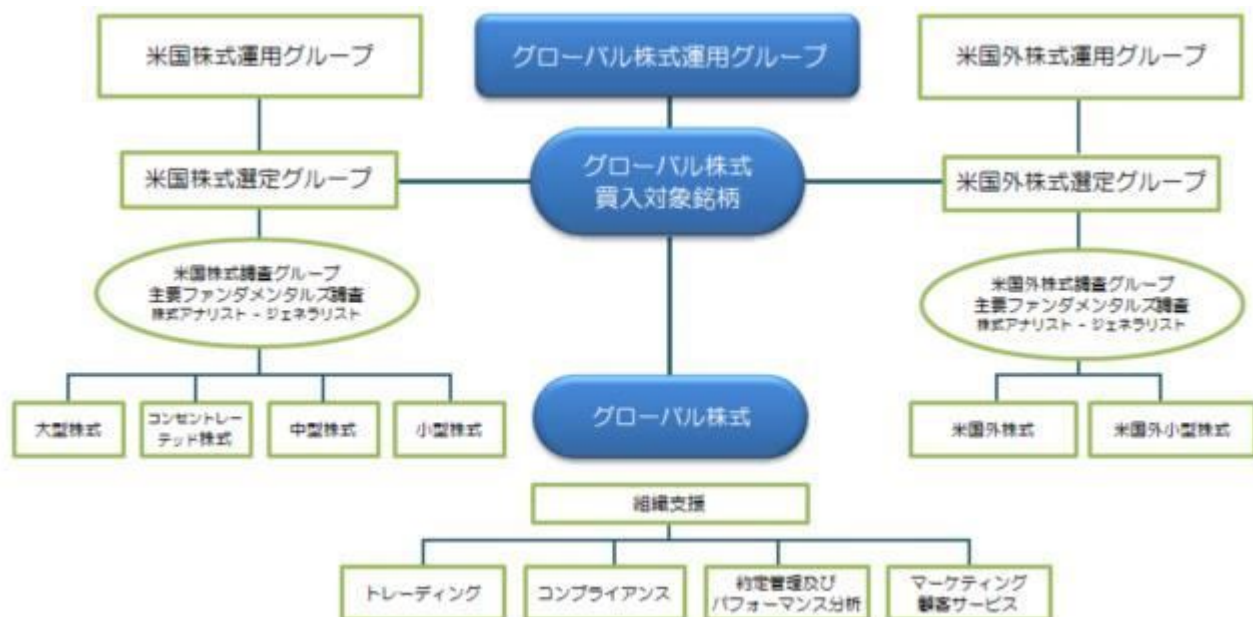 米国株式運用グループ
グローバル株式運用グループ
米国外株式運用グループ
米国株式選定グループ
グローバル株式
買入対象銘柄
米国外株式選定グループ
米国株式調査グループ
主要ファンダメンタルズ調査
株式アナリスト - ジェネラリスト
米国外株式調査グループ
主要ファンダメンタルズ調査
株式アナリスト - ジェネラリスト
大型株式
コンセントレー
テッド株式
中型株式
小型株式
グローバル株式
米国外株式
米国外小型株式
組織支援
トレーディング
コンプライアンス
約定管理及び
パフォーマンス分析
マーケティング
顧客サービス